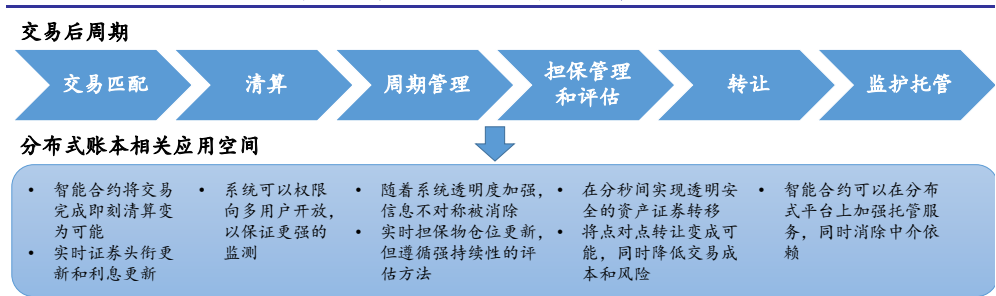 交易后周期
交易匹配
清算
周期管理
担保管理
和评估
转让
监护托管
分布式账本相关应用空间
• 智能合约将交易
完成即刻清算变
为可能
• 实时证券头衔更
新和利息更新
• 系统可以权限
向多用户开放，
以保证更强的
监测
• 随着系统透明度加强，
信息不对称被消除
• 实时担保物仓位更新，
但遵循强持续性的评
估方法
• 在分秒间实现透明安
全的资产证券转移
• 将点对点转让变成可
能，同时降低交易成
本和风险
• 智能合约可以在分布
式平台上加强托管服
务，同时消除中介依
赖